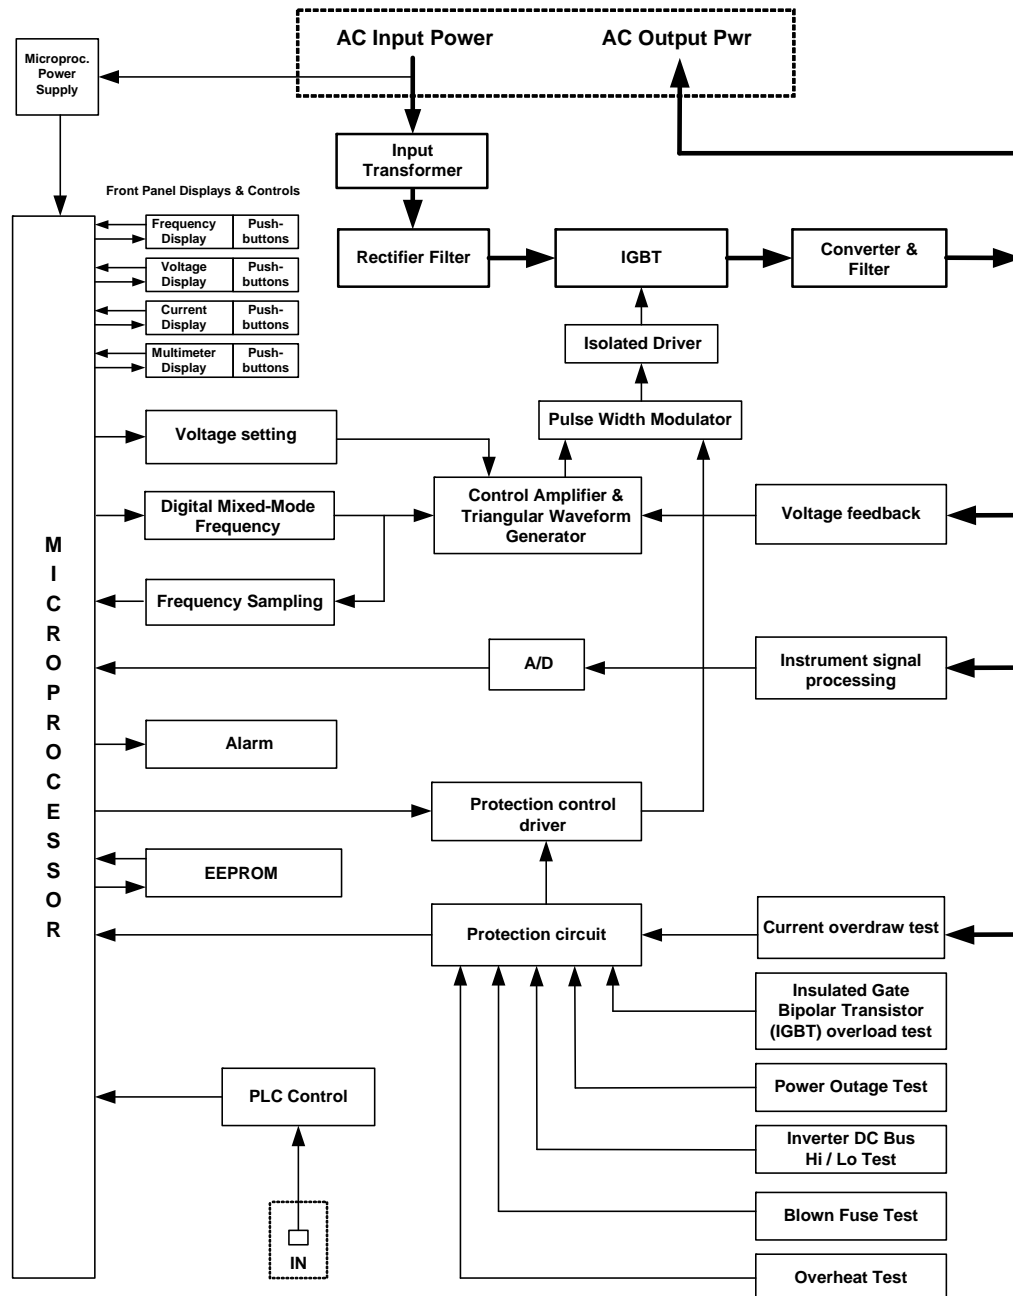 AC Input Power
AC Output Pwr
Microproc.
Power
Supply
Input
Transformer
Front Panel Displays & Controls
Frequency
Display
Push-
buttons
Voltage
Display
Push-
buttons
Current
Display
Push-
buttons
Multimeter
Display
Push-
buttons
Rectifier Filter
IGBT
Converter &
Filter
Isolated Driver
Pulse Width Modulator
Voltage setting
Digital Mixed-Mode
Frequency
Control Amplifier &
Triangular Waveform
Generator
Voltage feedback
Frequency Sampling
A/D
Instrument signal
processing
Alarm
Protection control
driver
EEPROM
Protection circuit
Current overdraw test
Insulated Gate
Bipolar Transistor
(IGBT) overload test
Power Outage Test
PLC Control
Inverter DC Bus
Hi / Lo Test
Blown Fuse Test
IN
Overheat Test
M
I
C
R
O
P
R
O
C
E
S
S
O
R